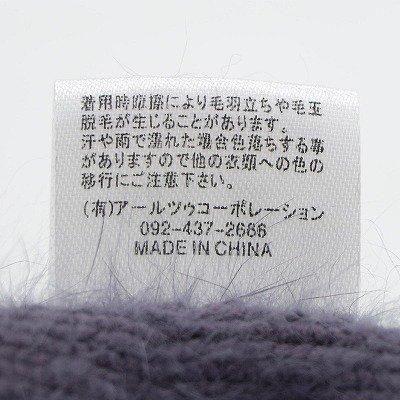 着用時摩擦により毛羽立ちや毛玉
脱毛が生じることがあります。
汗や雨で濡れた場合色落ちする事
がありますので他の衣類への色の
移行にご注意下さい。
(有)アールツゥコーポレーション
092-437-2666
MADE IN CHINA